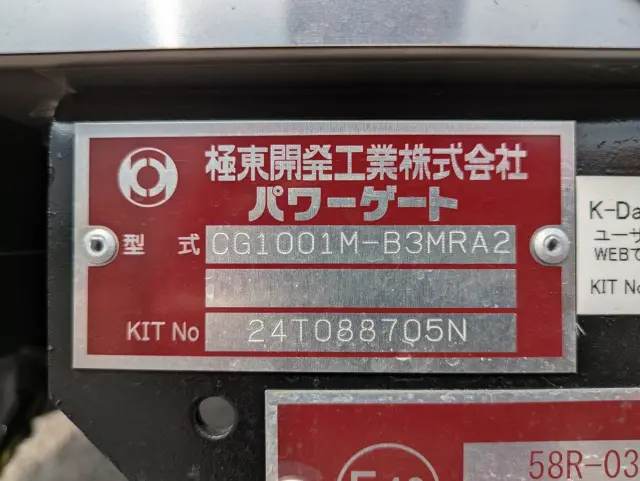 極東開発工業株式会社
パワーゲート
型式 CG1001M-B3MRA2
KIT No 24T088705N
K-Da
ユーザ
WEBで
KIT No
58R-03